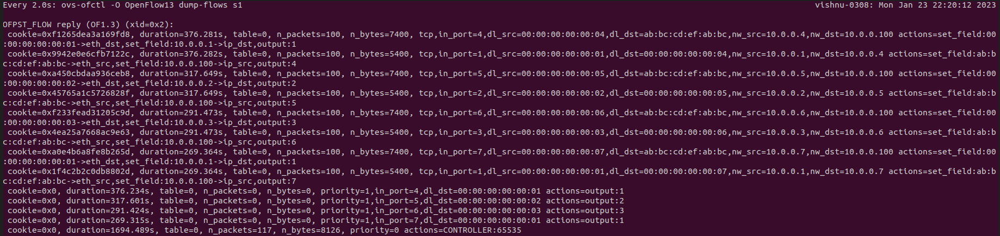 Every 2.0s: ovs-ofctl -O OpenFlow13 dump-flows s1 vishnu-0308: Mon Jan 23 22:20:12 2023
OFPST_FLOW reply (OF1.3) (xid=0x2):
cookie=0xf1265dea3a169fd8, duration=376.281s, table=0, n_packets=100, n_bytes=7400, tcp,in_port=4,dl_src=00:00:00:00:00:04,dl_dst=ab:bc:cd:ef:ab:bc,nw_src=10.0.0.4,nw_dst=10.0.0.100 actions=set_field:00
:00:00:00:00:01->eth_dst,set_field:10.0.0.1->ip_dst,output:1
cookie=0x9942e0e6cfb7122c, duration=376.282s, table=0, n_packets=100, n_bytes=5400, tcp,in_port=1,dl_src=00:00:00:00:00:01,dl_dst=00:00:00:00:00:04,nw_src=10.0.0.1,nw_dst=10.0.0.4 actions=set_field:ab:b
c:cd:ef:ab:bc->eth_src,set_field:10.0.0.100->ip_src,output:4
cookie=0xa450cbdaa936ceb8, duration=317.649s, table=0, n_packets=100, n_bytes=7400, tcp,in_port=5,dl_src=00:00:00:00:00:05,dl_dst=ab:bc:cd:ef:ab:bc,nw_src=10.0.0.5,nw_dst=10.0.0.100 actions=set_field:00
:00:00:00:00:02->eth_dst,set_field:10.0.0.2->ip_dst,output:2
cookie=0x45765a1c5726828f, duration=317.649s, table=0, n_packets=100, n_bytes=5400, tcp,in_port=2,dl_src=00:00:00:00:00:02,dl_dst=00:00:00:00:00:05,nw_src=10.0.0.2,nw_dst=10.0.0.5 actions=set_field:ab:b
c:cd:ef:ab:bc->eth_src,set_field:10.0.0.100->ip_src,output:5
cookie=0xf233fead31205c9d, duration=291.473s, table=0, n_packets=100, n_bytes=7400, tcp,in_port=6,dl_src=00:00:00:00:00:06,dl_dst=ab:bc:cd:ef:ab:bc,nw_src=10.0.0.6,nw_dst=10.0.0.100 actions=set_field:00
:00:00:00:00:03->eth_dst,set_field:10.0.0.3->ip_dst,output:3
cookie=0x4ea25a7668ac9e63, duration=291.473s, table=0, n_packets=100, n_bytes=5400, tcp,in_port=3,dl_src=00:00:00:00:00:03,dl_dst=00:00:00:00:00:06,nw_src=10.0.0.3,nw_dst=10.0.0.6 actions=set_field:ab:b
c:cd:ef:ab:bc->eth_src,set_field:10.0.0.100->ip_src,output:6
cookie=0xa0e4b6a8fe8b265d, duration=269.364s, table=0, n_packets=100, n_bytes=7400, tcp,in_port=7,dl_src=00:00:00:00:00:07,dl_dst=ab:bc:cd:ef:ab:bc,nw_src=10.0.0.7,nw_dst=10.0.0.100 actions=set_field:00
:00:00:00:00:01->eth_dst,set_field:10.0.0.1->ip_dst,output:1
cookie=0x1f4c2b2c0db8802d, duration=269.364s, table=0, n_packets=100, n_bytes=5400, tcp,in_port=1,dl_src=00:00:00:00:00:01,dl_dst=00:00:00:00:00:07,nw_src=10.0.0.1,nw_dst=10.0.0.7 actions=set_field:ab:b
c:cd:ef:ab:bc->eth_src,set_field:10.0.0.100->ip_src,output:7
cookie=0x0, duration=376.234s, table=0, n_packets=0, n_bytes=0, priority=1,in_port=4,dl_dst=00:00:00:00:00:01 actions=output:1
cookie=0x0, duration=317.601s, table=0, n_packets=0, n_bytes=0, priority=1,in_port=5,dl_dst=00:00:00:00:00:02 actions=output:2
cookie=0x0, duration=291.424s, table=0, n_packets=0, n_bytes=0, priority=1,in_port=6,dl_dst=00:00:00:00:00:03 actions=output:3
cookie=0x0, duration=269.315s, table=0, n_packets=0, n_bytes=0, priority=1,in_port=7,dl_dst=00:00:00:00:00:01 actions=output:1
cookie=0x0, duration=1694.489s, table=0, n_packets=117, n_bytes=8126, priority=0 actions=CONTROLLER:65535